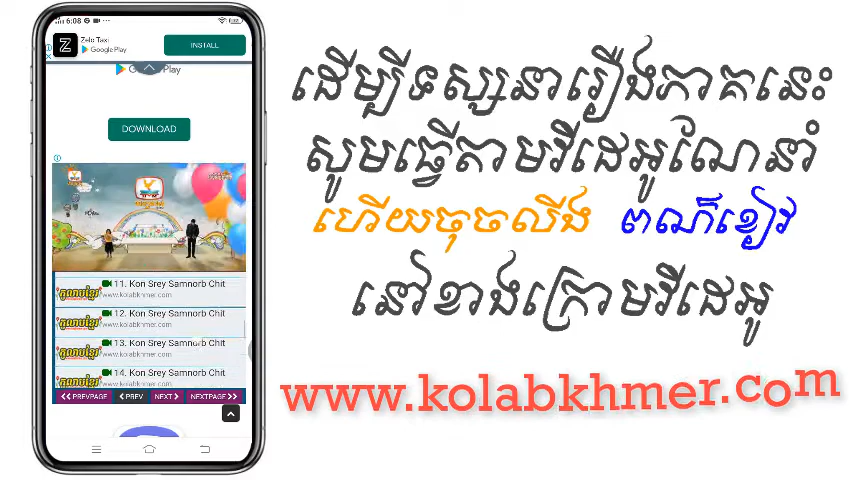 6:08
Zelo Taxi
Google Play
INSTALL
Google Play
DOWNLOAD
11. Kon Srey Samnorb Chit
www.kolabkhmer.com
12. Kon Srey Samnorb Chit
www.kolabkhmer.com
13. Kon Srey Samnorb Chit
www.kolabkhmer.com
14. Kon Srey Samnorb Chit
www.kolabkhmer.com
PREVPAGE PREV NEXT NEXTPAGE
ដើម្បីទស្សនារឿងភាគនេះ
សូមធ្វើតាមវីដេអូណែនាំ
ហើយចុចលីង ពណ៌ខៀវ
នៅខាងក្រោមវីដេអូ
www.kolabkhmer.com